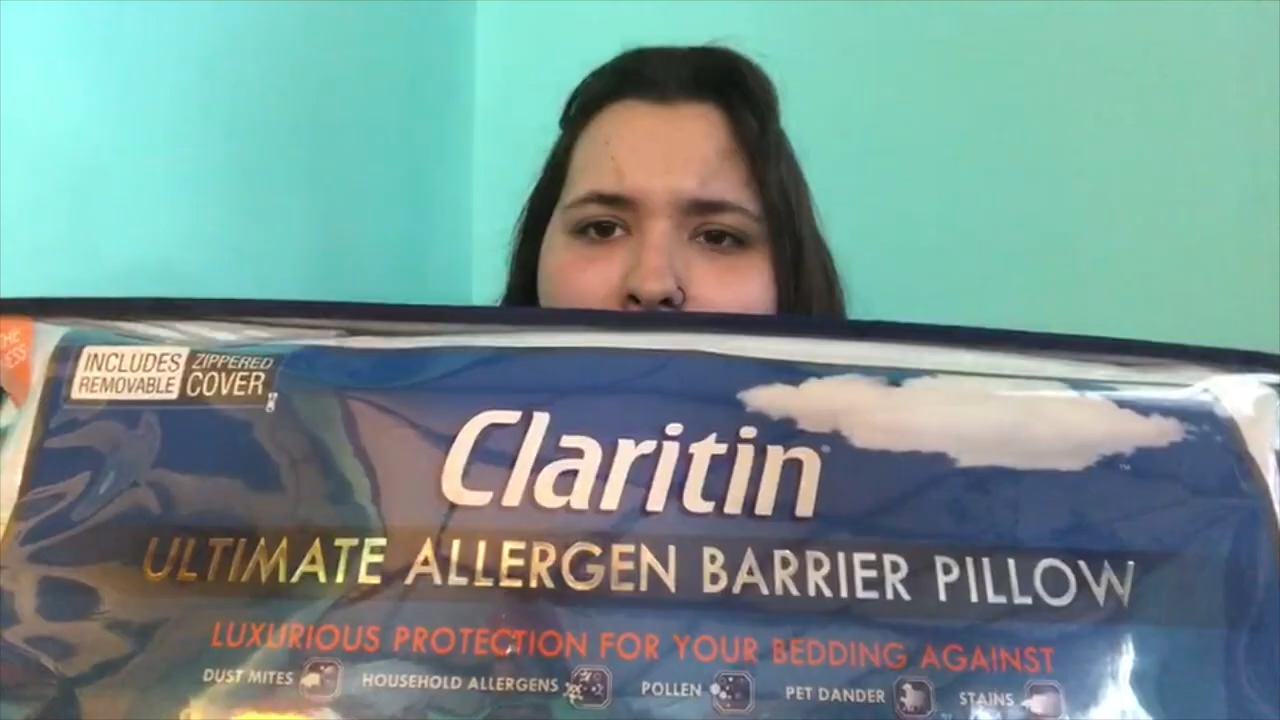 INCLUDES REMOVABLE
ZIPPERED COVER
Claritin
ULTIMATE ALLERGEN BARRIER PILLOW
LUXURIOUS PROTECTION FOR YOUR BEDDING AGAINST
DUST MITES HOUSEHOLD ALLERGENS POLLEN PET DANDER STAINS